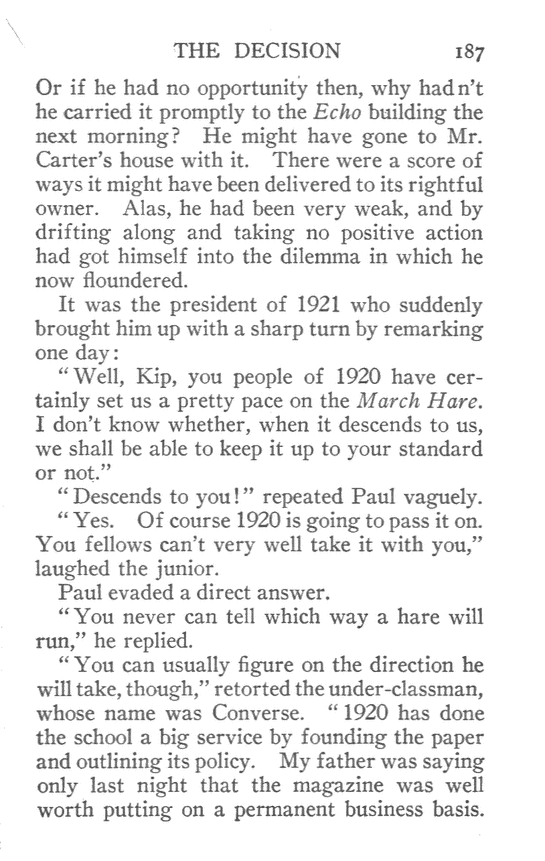 THE DECISION 187
Or if he had no opportunity then, why hadn't
he carried it promptly to the Echo building the
next morning? He might have gone to Mr.
Carter's house with it. There were a score of
ways it might have been delivered to its rightful
owner. Alas, he had been very weak, and by
drifting along and taking no positive action
had got himself into the dilemma in which he
now floundered.
It was the president of 1921 who suddenly
brought him up with a sharp turn by remarking
one day:
“Well, Kip, you people of 1920 have cer-
tainly set us a pretty pace on the March Hare.
I don't know whether, when it descends to us,
we shall be able to keep it up to your standard
or not.”
“Descends to you!” repeated Paul vaguely.
“Yes. Of course 1920 is going to pass it on.
You fellows can't very well take it with you,”
laughed the junior.
Paul evaded a direct answer.
“You never can tell which way a hare will
run,” he replied.
“You can usually figure on the direction he
will take, though,” retorted the under-classman,
whose name was Converse. “1920 has done
the school a big service by founding the paper
and outlining its policy. My father was saying
only last night that the magazine was well
worth putting on a permanent business basis.